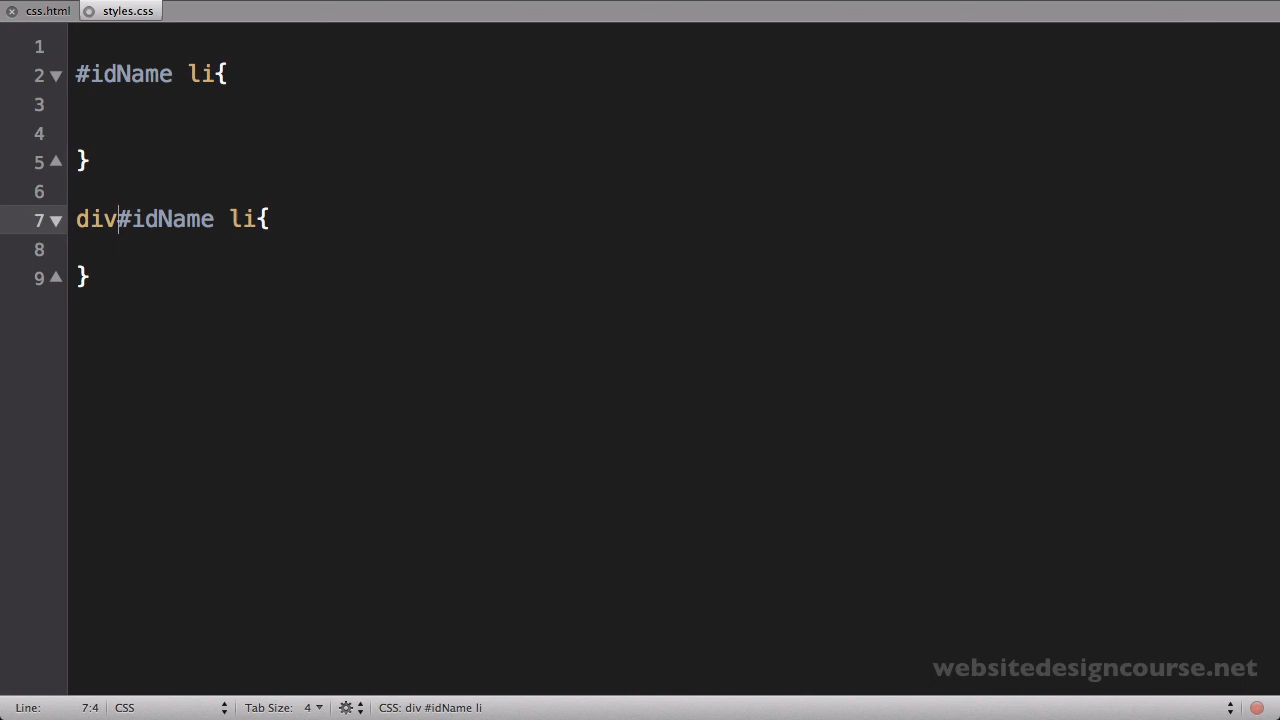 css.html styles.css
1
2 #idName li{
3
4
5 }
6
7 div#idName li{
8
9 }
websitedesigncourse.net
Line: 7:4 CSS Tab Size: 4 CSS: div #idName li